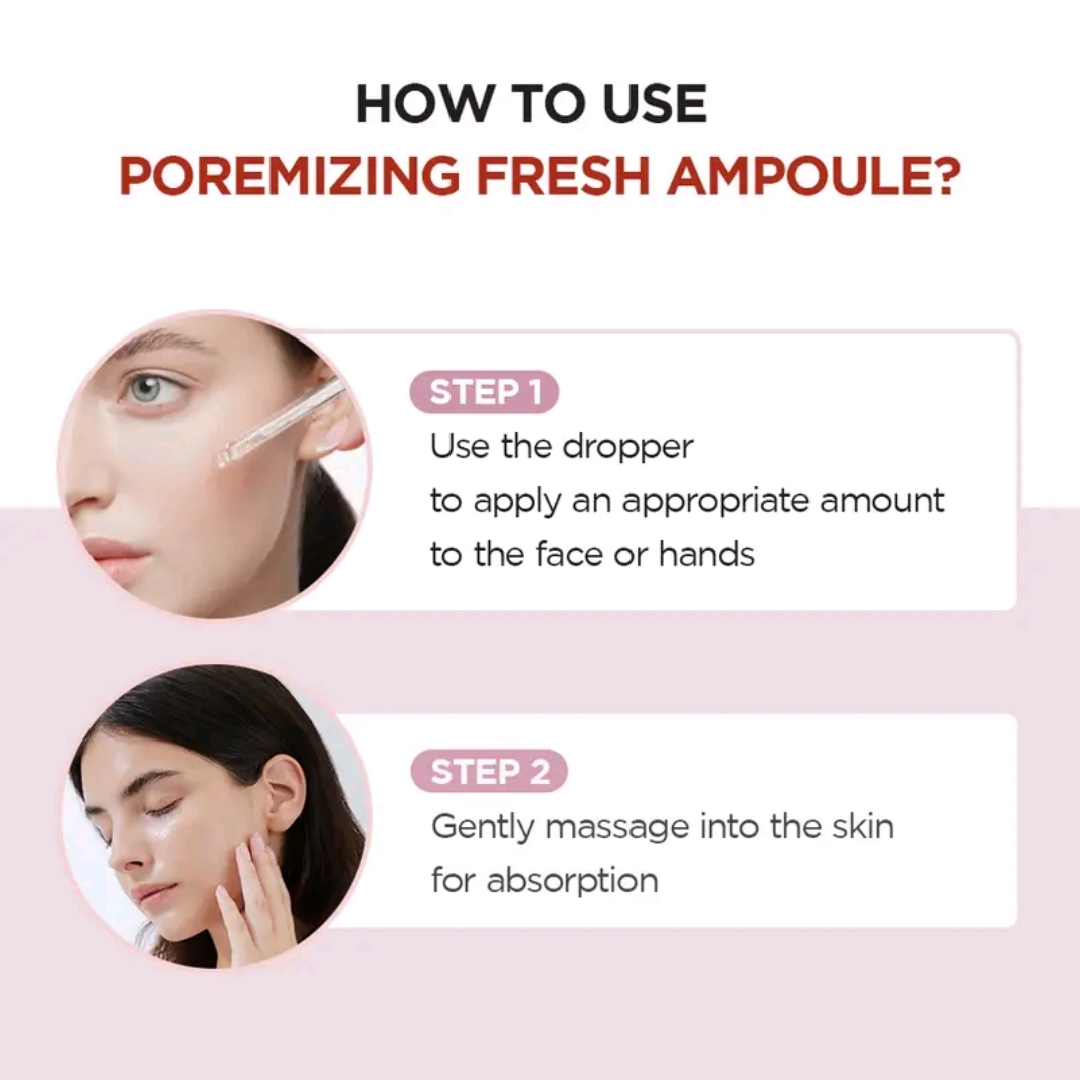 HOW TO USE
POREMIZING FRESH AMPOULE?
STEP 1
Use the dropper
to apply an appropriate amount
to the face or hands
STEP 2
Gently massage into the skin
for absorption